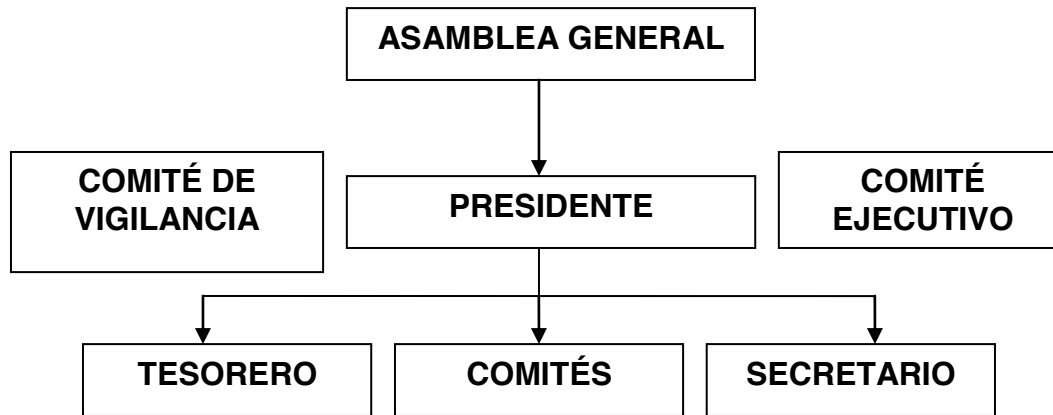 ASAMBLEA GENERAL
COMITÉ DE
VIGILANCIA
PRESIDENTE
COMITÉ
EJECUTIVO
TESORERO
COMITÉS
SECRETARIO